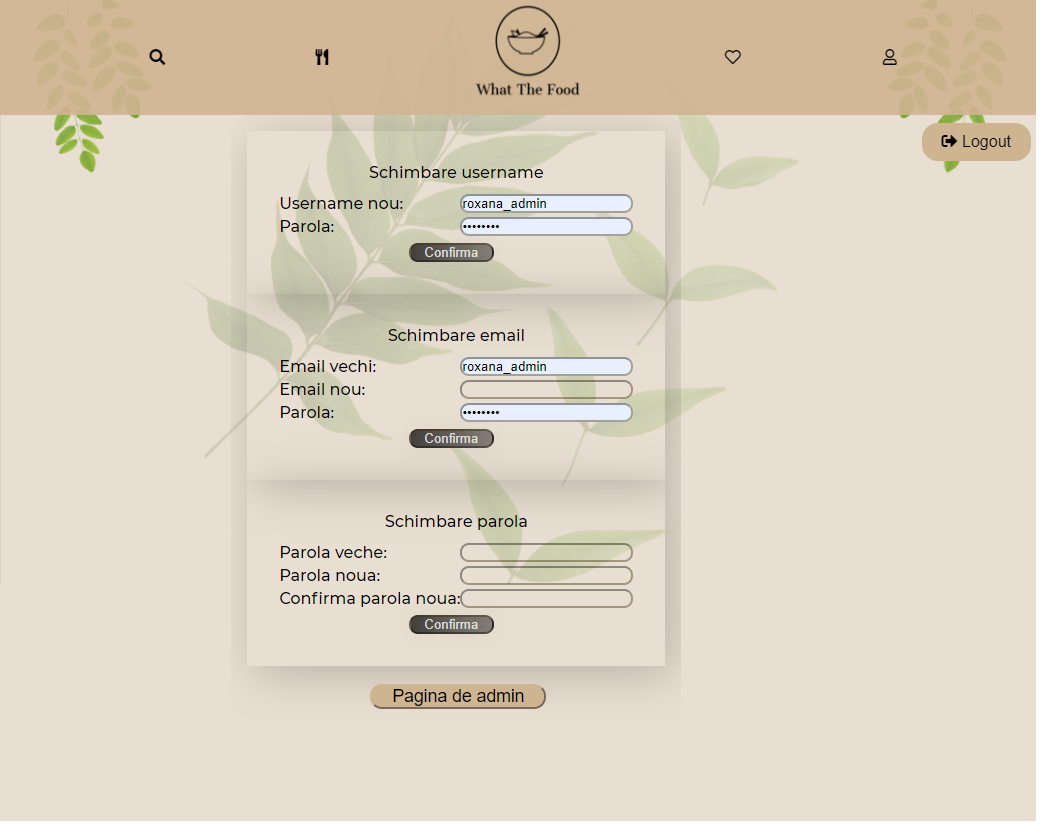 What The Food
Logout
Schimbare username
Username nou: roxana_admin
Parola: ••••••••
Confirma
Schimbare email
Email vechi: roxana_admin
Email nou:
Parola: ••••••••
Confirma
Schimbare parola
Parola veche:
Parola noua:
Confirma parola noua:
Confirma
Pagina de admin